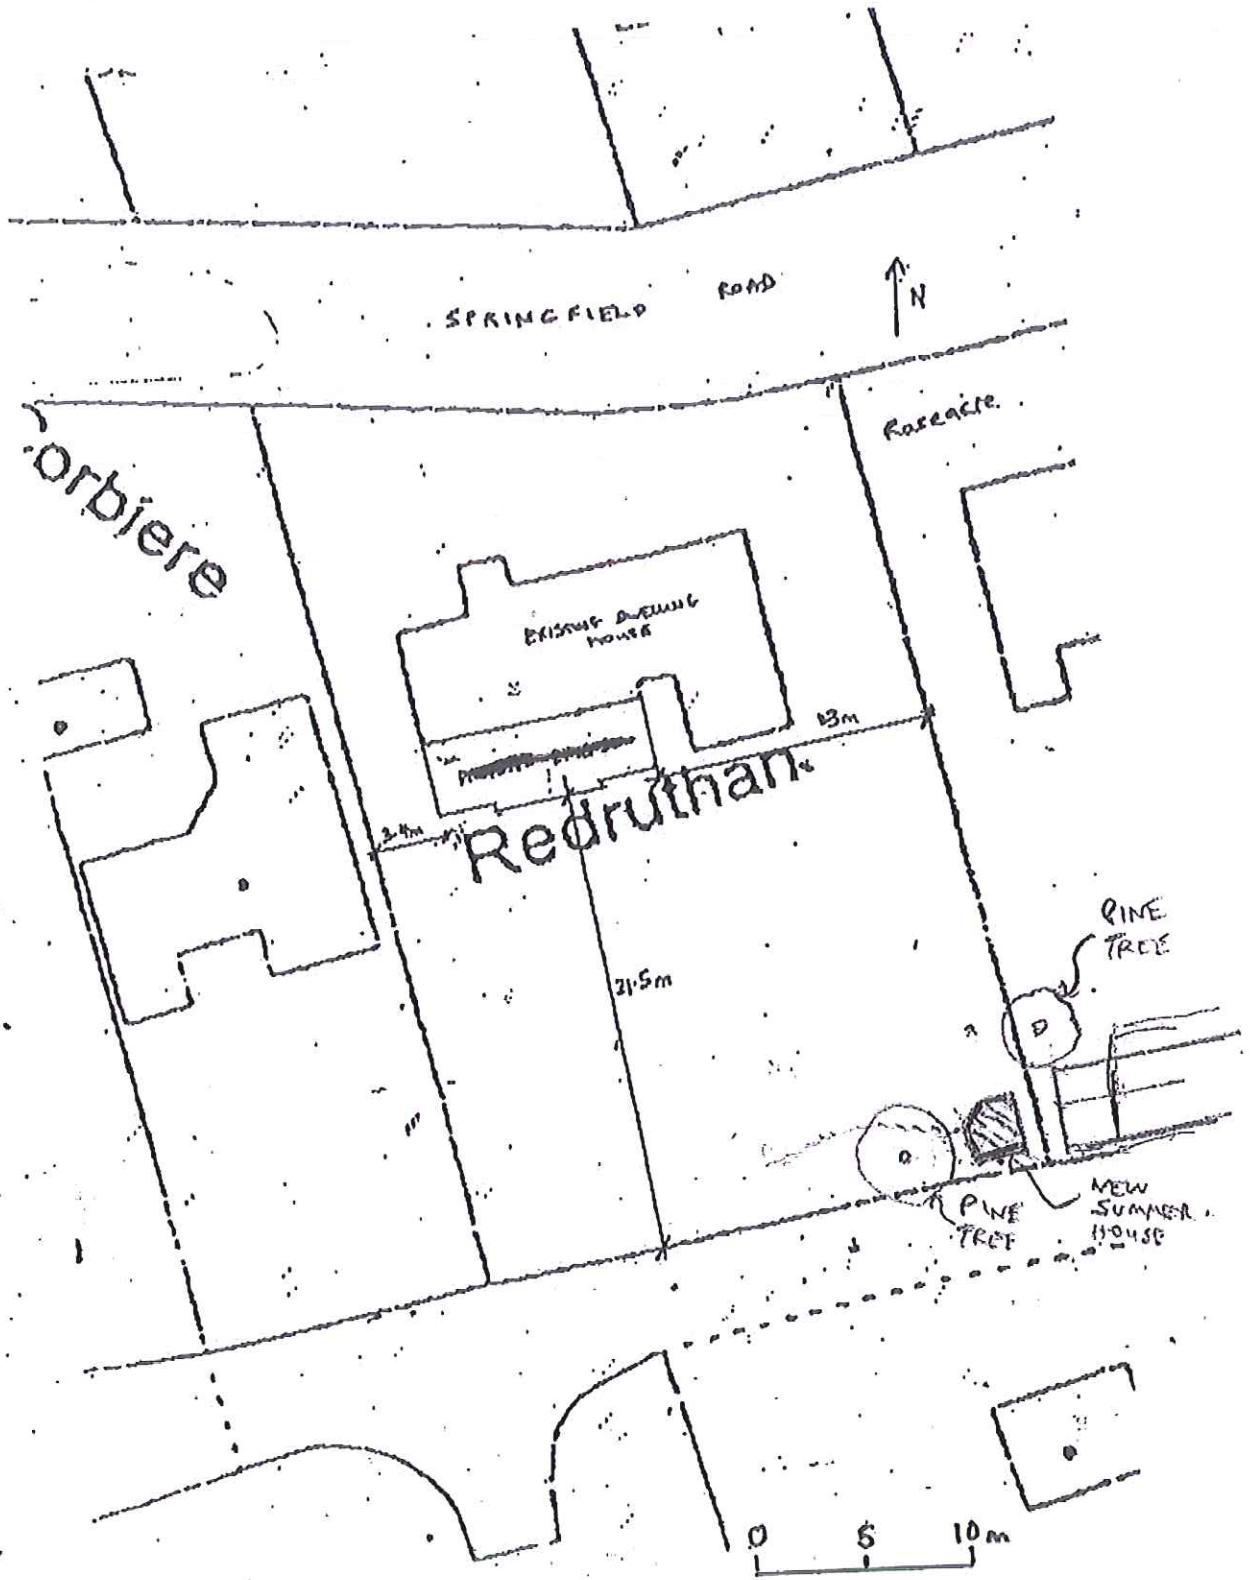 SPRINGFIELD ROAD
N
Roseacre
orbiere
EXISTING DWELLING
HOUSE
13m
3.4m
Redruthan
21.5m
PINE
TREE
PINE
TREE
NEW
SUMMER
HOUSE
0 5 10m